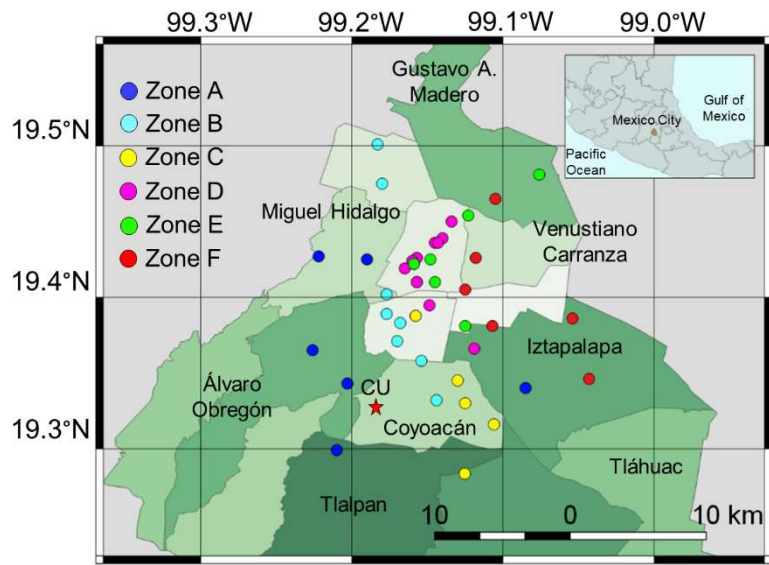 99.3°W
99.2°W
99.1°W
99.0°W
19.5°N
19.4°N
19.3°N
Zone A
Zone B
Zone C
Zone D
Zone E
Zone F
Gustavo A.
Madero
Mexico City
Gulf of
Mexico
Pacific
Ocean
Miguel Hidalgo
Venustiano
Carranza
Iztapalapa
Álvaro
Obregón
CU
Coyoacán
Tláhuac
Tlalpan
10
0
10 km